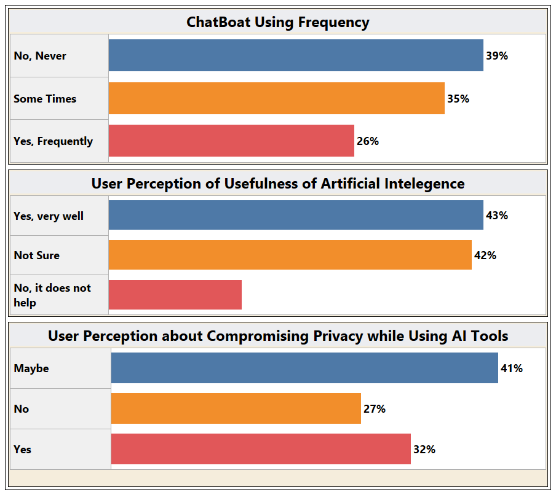 ChatBoat Using Frequency
No, Never 39%
Some Times 35%
Yes, Frequently 26%
User Perception of Usefulness of Artificial Intelegence
Yes, very well 43%
Not Sure 42%
No, it does not
help
User Perception about Compromising Privacy while Using AI Tools
Maybe 41%
No 27%
Yes 32%